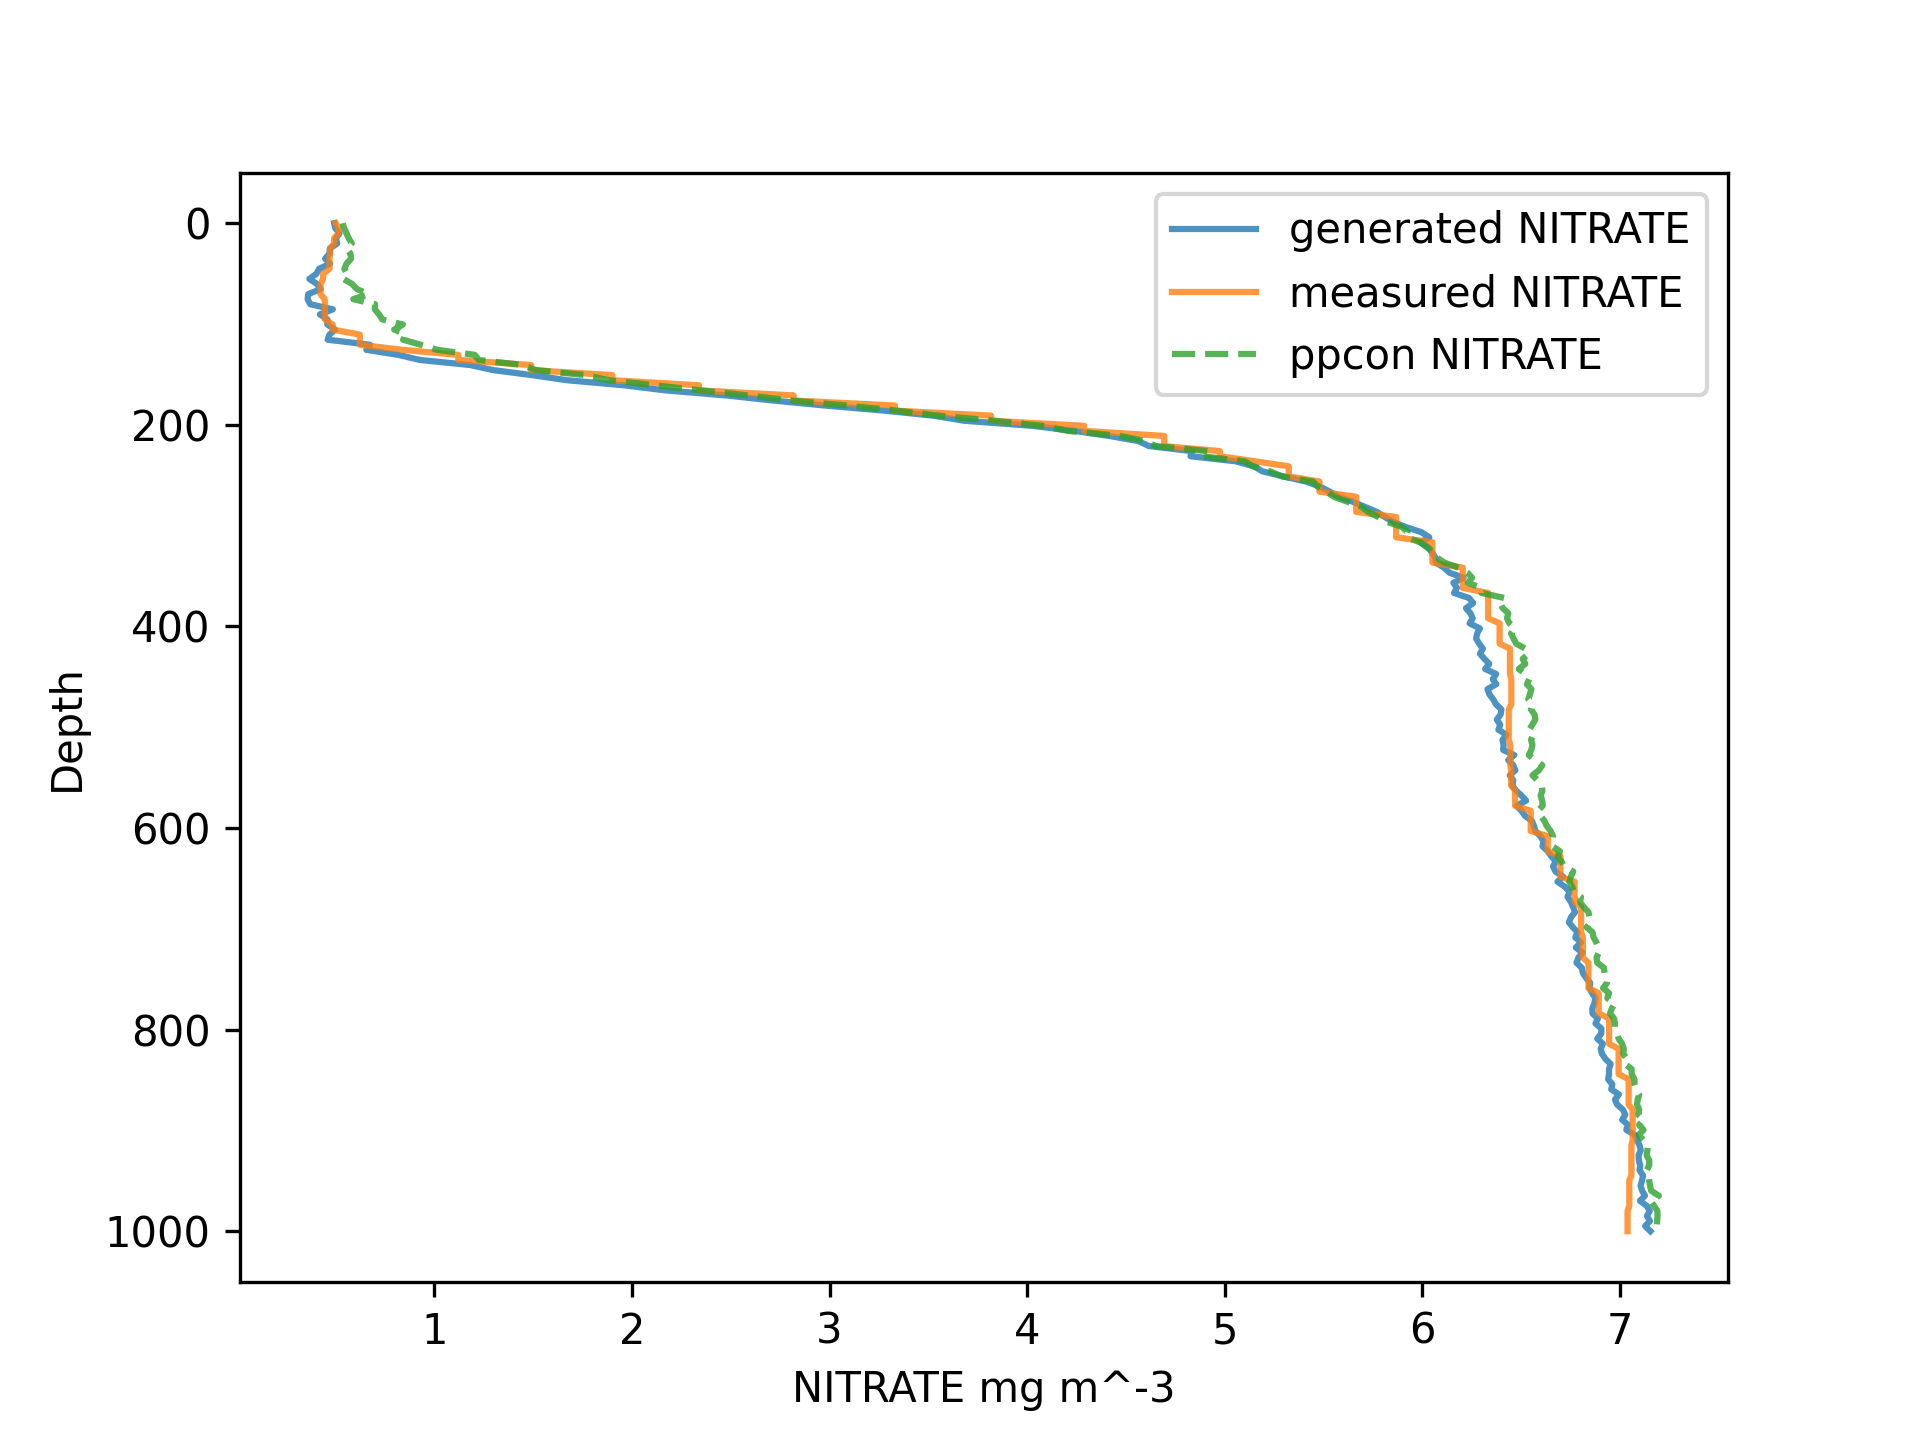 generated NITRATE
measured NITRATE
ppcon NITRATE
0
200
400
600
800
1000
Depth
1 2 3 4 5 6 7
NITRATE mg m^-3